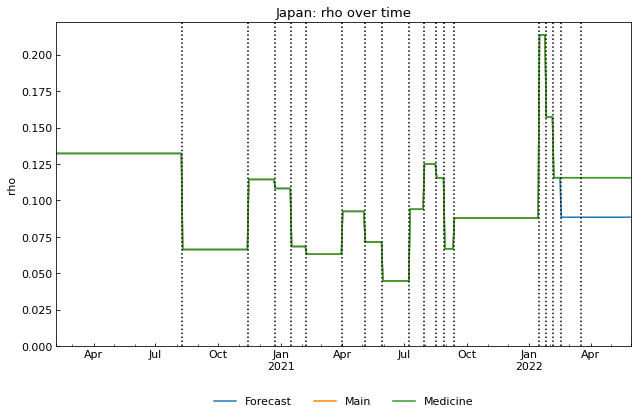 Japan: rho over time
rho
0.200
0.175
0.150
0.125
0.100
0.075
0.050
0.025
0.000
Apr Jul Oct Jan Apr Jul Oct Jan Apr
2021 2022
Forecast Main Medicine